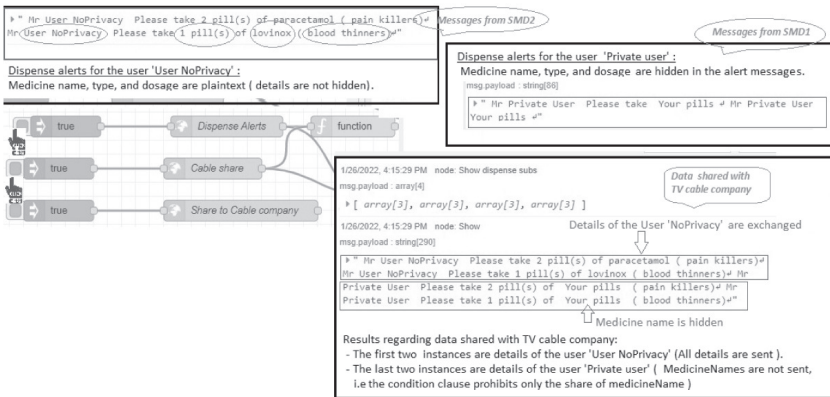 " Mr User NoPrivacy Please take 2 pill(s) of paracetamol ( pain killers)↵
Mr User NoPrivacy Please take 1 pill(s) of lovinox ( blood thinners)↵"
Messages from SMD2
Dispense alerts for the user 'User NoPrivacy' :
Medicine name, type, and dosage are plaintext ( details are not hidden).
Messages from SMD1
Dispense alerts for the user 'Private user' :
Medicine name, type, and dosage are hidden in the alert messages.
msg.payload : string[86]
" Mr Private User Please take Your pills ↵ Mr Private User
Your pills ↵"
true
Dispense Alerts
function
true
Cable share
true
Share to Cable company
1/26/2022, 4:15:29 PM node: Show dispense subs
msg.payload : array[4]
[ array[3], array[3], array[3], array[3] ]
Data shared with
TV cable company
1/26/2022, 4:15:29 PM node: Show
msg.payload : string[290]
Details of the User 'NoPrivacy' are exchanged
" Mr User NoPrivacy Please take 2 pill(s) of paracetamol ( pain killers)↵
Mr User NoPrivacy Please take 1 pill(s) of lovinox ( blood thinners)↵ Mr
Private User Please take 2 pill(s) of Your pills ( pain killers)↵ Mr
Private User Please take 1 pill(s) of Your pills ( blood thinners)↵"
Medicine name is hidden
Results regarding data shared with TV cable company:
- The first two instances are details of the user 'User NoPrivacy' (All details are sent ).
- The last two instances are details of the user 'Private user' ( MedicineNames are not sent,
i.e the condition clause prohibits only the share of medicineName )